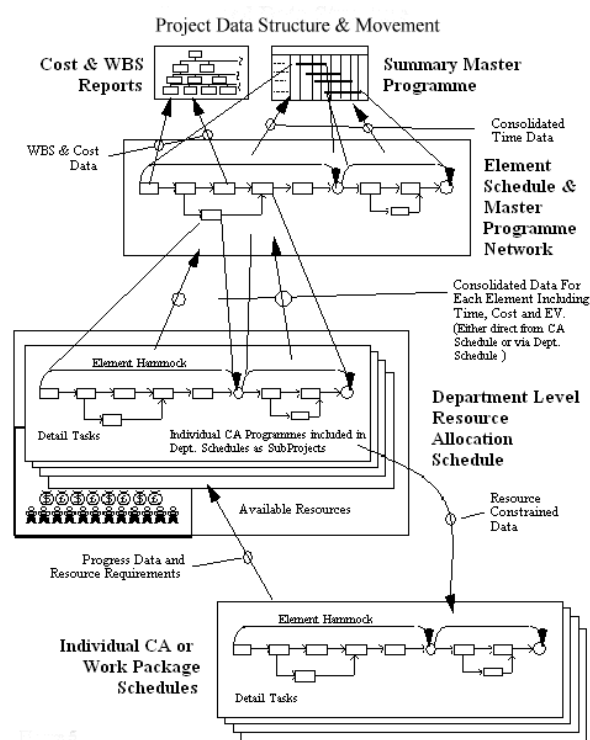 Project Data Structure & Movement
Cost & WBS
Reports
Summary Master
Programme
Consolidated
Time Data
WBS & Cost
Data
Element
Schedule &
Master
Programme
Network
Consolidated Data For
Each Element Including
Time, Cost and EV.
(Either direct from CA
Schedule or via Dept.
Schedule )
Element Hammock
Detail Tasks
Individual CA Programmes included in
Dept. Schedules as SubProjects
Department Level
Resource
Allocation
Schedule
Available Resources
Resource
Constrained
Data
Progress Data and
Resource Requirements
Element Hammock
Individual CA or
Work Package
Schedules
Detail Tasks